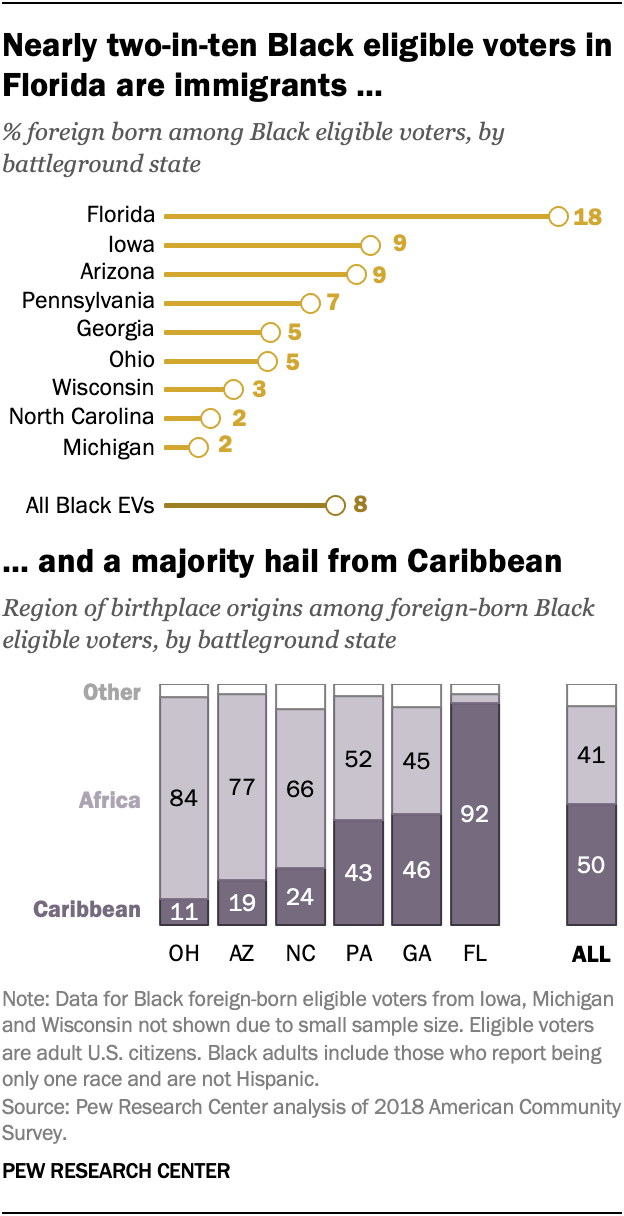 Nearly two-in-ten Black eligible voters in
Florida are immigrants ...
% foreign born among Black eligible voters, by
battleground state
Florida 18
Iowa 9
Arizona 9
Pennsylvania 7
Georgia 5
Ohio 5
Wisconsin 3
North Carolina 2
Michigan 2
All Black EVs 8
... and a majority hail from Caribbean
Region of birthplace origins among foreign-born Black
eligible voters, by battleground state
Other
Africa 84 77 66 52 45 41
Caribbean 11 19 24 43 46 92 50
OH AZ NC PA GA FL ALL
Note: Data for Black foreign-born eligible voters from Iowa, Michigan
and Wisconsin not shown due to small sample size. Eligible voters
are adult U.S. citizens. Black adults include those who report being
only one race and are not Hispanic.
Source: Pew Research Center analysis of 2018 American Community
Survey.
PEW RESEARCH CENTER